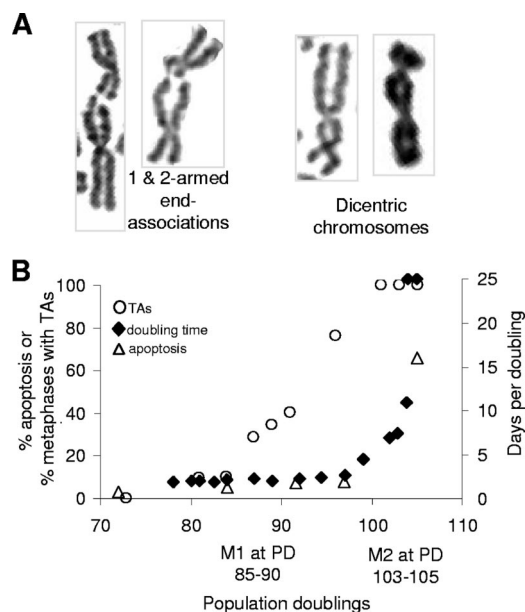 A
1 & 2-armed
end-
associations
Dicentric
chromosomes
B
% apoptosis or
% metaphases with TAs
100
80
60
40
20
0
TAs
doubling time
apoptosis
25
20
15
10
5
0
Days per doubling
70
80
90
100
110
M1 at PD
85-90
M2 at PD
103-105
Population doublings